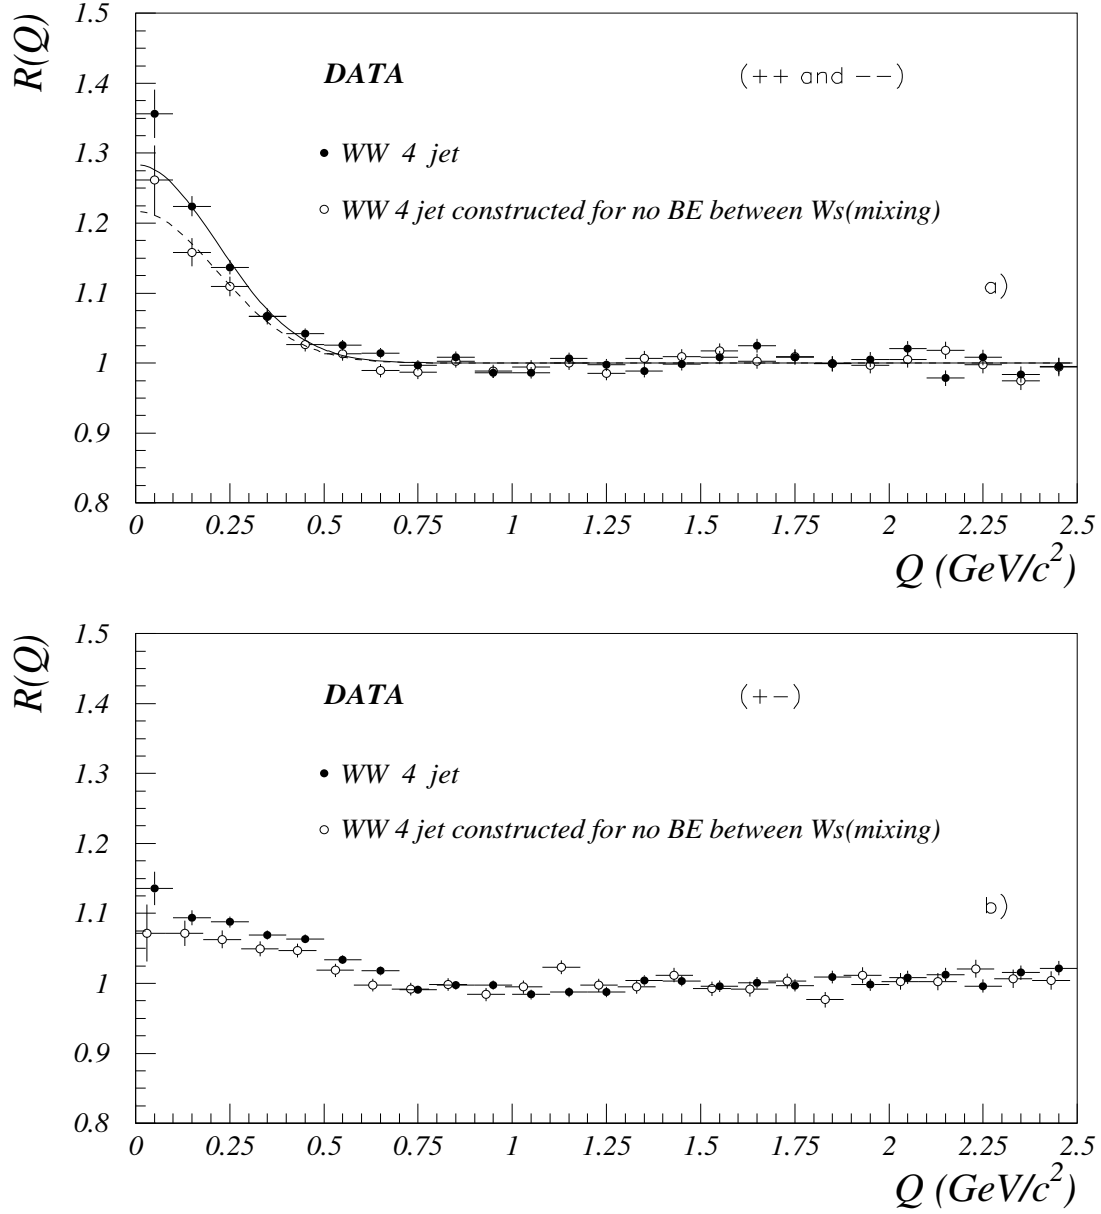 R(Q)
1.5
1.4
1.3
1.2
1.1
1
0.9
0.8
DATA (++ and --)
WW 4 jet
WW 4 jet constructed for no BE between Ws(mixing)
a)
0 0.25 0.5 0.75 1 1.25 1.5 1.75 2 2.25 2.5
Q (GeV/c²)
R(Q)
1.5
1.4
1.3
1.2
1.1
1
0.9
0.8
DATA (+-)
WW 4 jet
WW 4 jet constructed for no BE between Ws(mixing)
b)
0 0.25 0.5 0.75 1 1.25 1.5 1.75 2 2.25 2.5
Q (GeV/c²)